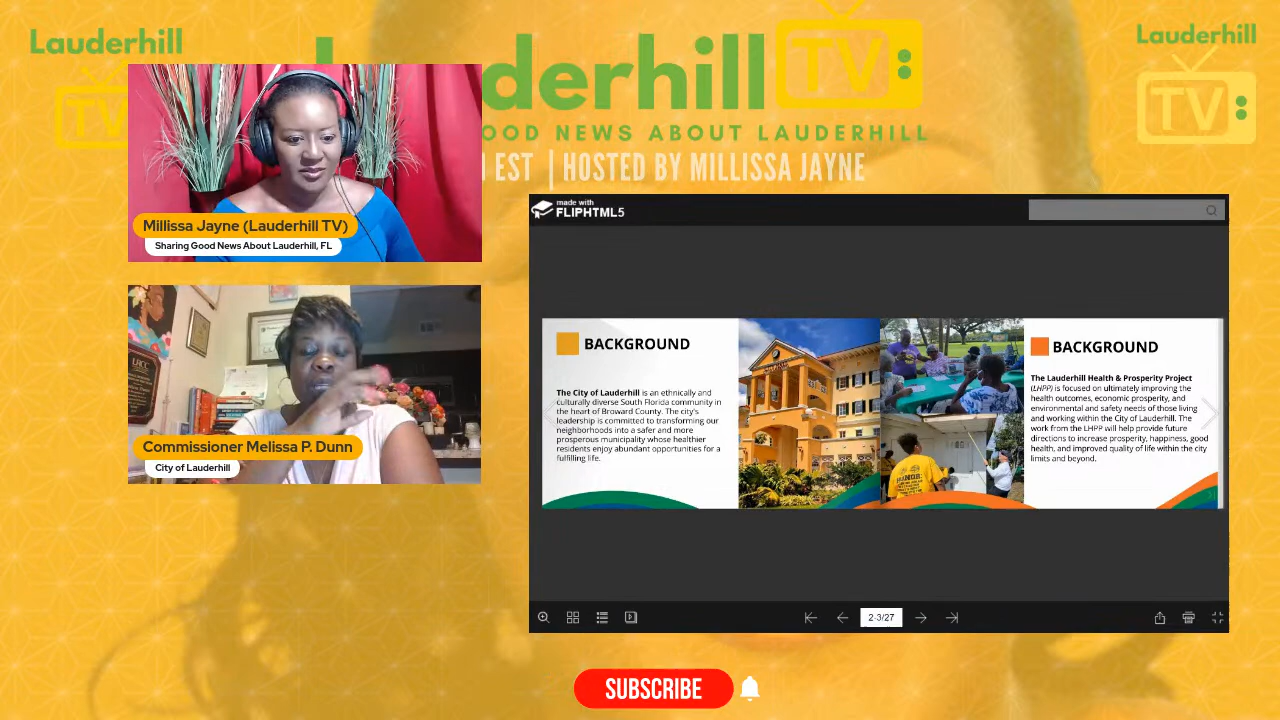 Lauderhill
TV
derhill
TV
OOD NEWS ABOUT LAUDERHILL
EST | HOSTED BY MILLISSA JAYNE
Lauderhill
TV
Millissa Jayne (Lauderhill TV)
Sharing Good News About Lauderhill, FL
Commissioner Melissa P. Dunn
City of Lauderhill
made with
FLIPHTML5
BACKGROUND
The City of Lauderhill is an ethnically and
culturally diverse South Florida community in
the heart of Broward County. The city's
leadership is committed to transforming our
neighborhoods into a safer and more
prosperous municipality whose healthier
residents enjoy abundant opportunities for a
fulfilling life.
BACKGROUND
The Lauderhill Health & Prosperity Project
(LHPP) is focused on ultimately improving the
health outcomes, economic prosperity, and
environmental and safety needs of those living
and working within the City of Lauderhill. The
work from the LHPP will help provide future
directions to increase prosperity, happiness, good
health, and improved quality of life within the city
limits and beyond.
2-3/27
SUBSCRIBE